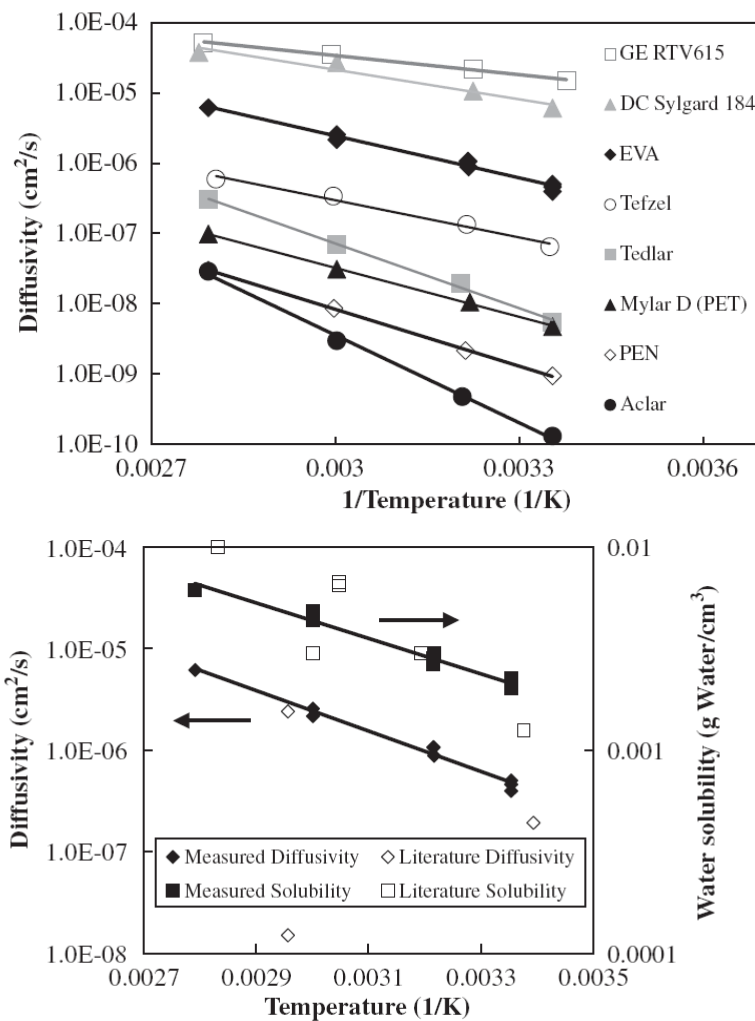 1.0E-04
1.0E-05
1.0E-06
1.0E-07
1.0E-08
1.0E-09
1.0E-10
Diffusivity (cm²/s)
0.0027 0.003 0.0033 0.0036
1/Temperature (1/K)
GE RTV615
DC Sylgard 184
EVA
Tefzel
Tedlar
Mylar D (PET)
PEN
Aclar
1.0E-04
1.0E-05
1.0E-06
1.0E-07
1.0E-08
Diffusivity (cm²/s)
0.01
0.001
0.0001
Water solubility (g Water/cm³)
Measured Diffusivity Literature Diffusivity
Measured Solubility Literature Solubility
0.0027 0.0029 0.0031 0.0033 0.0035
Temperature (1/K)